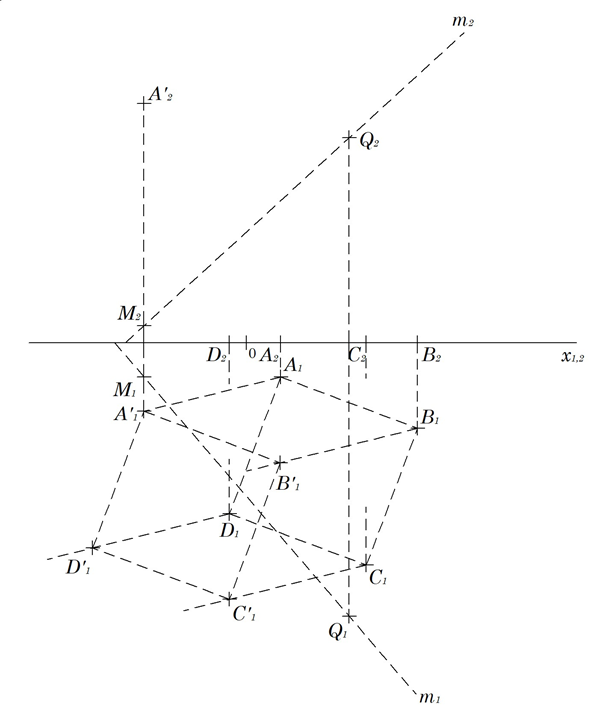 m₂
A'₂
Q₂
M₂
D₂ 0 A₂ C₂ B₂ x₁,₂
A₁
M₁
A'₁ B₁
B'₁
D₁
D'₁ C₁
C'₁
Q₁
m₁